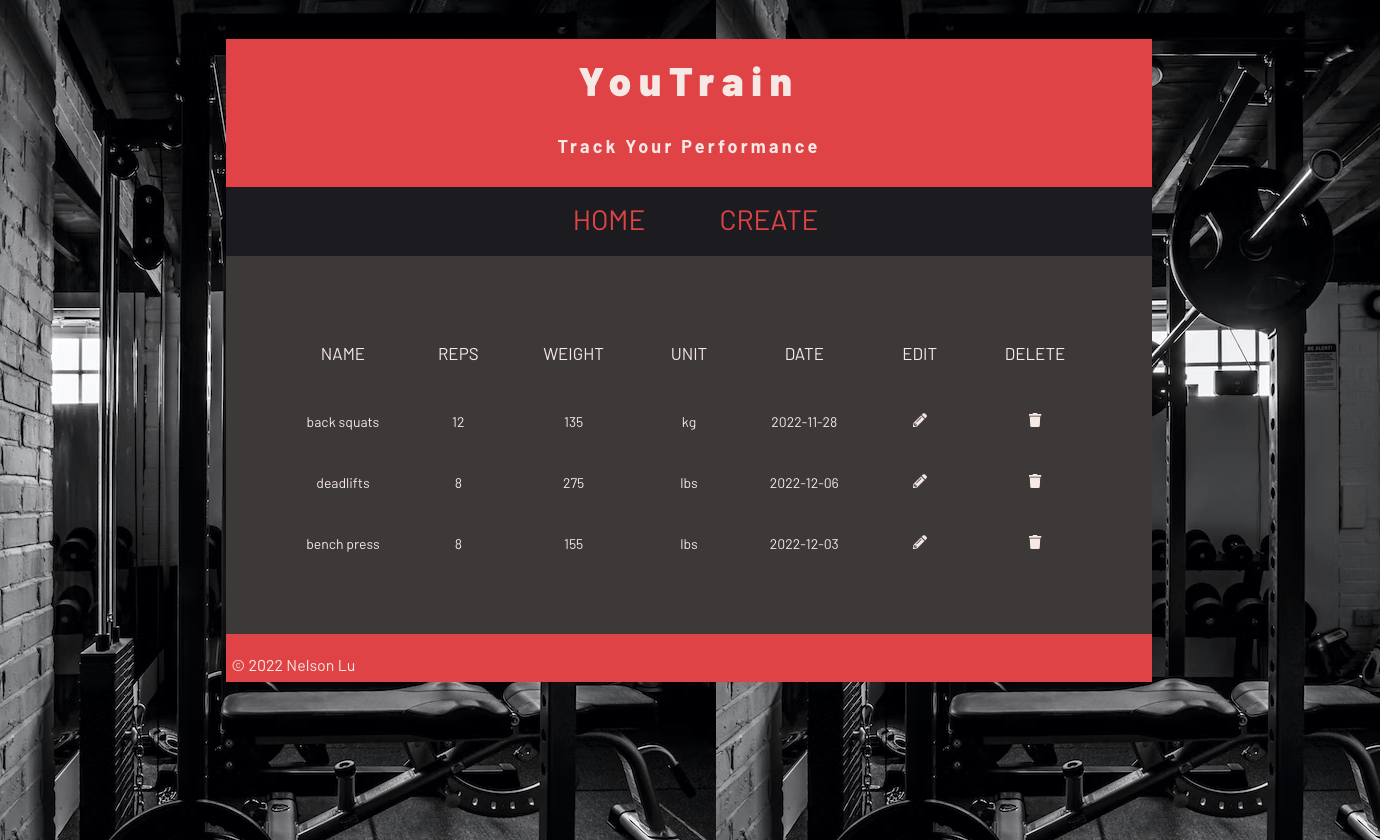 YouTrain
Track Your Performance
HOME CREATE
NAME REPS WEIGHT UNIT DATE EDIT DELETE
back squats 12 135 kg 2022-11-28
deadlifts 8 275 lbs 2022-12-06
bench press 8 155 lbs 2022-12-03
© 2022 Nelson Lu
BE ALERT!